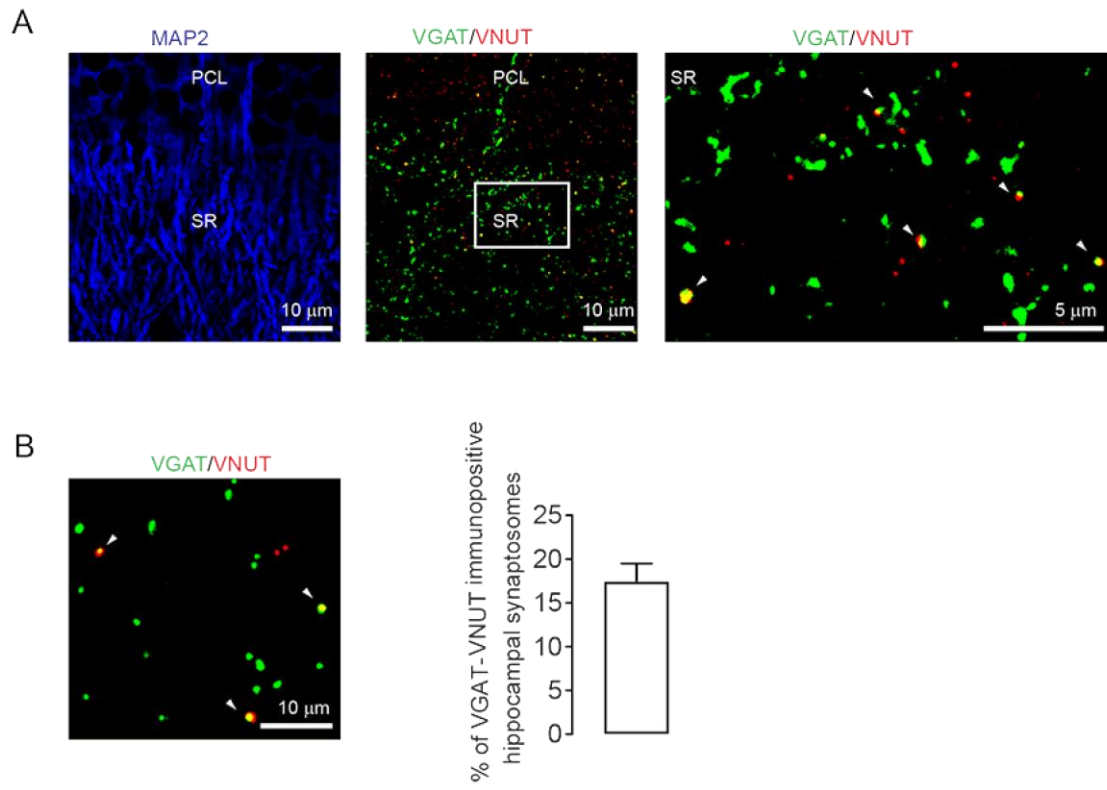 A
MAP2
PCL
SR
10 μm
VGAT/VNUT
PCL
SR
10 μm
VGAT/VNUT
SR
5 μm
B
VGAT/VNUT
10 μm
% of VGAT-VNUT immunopositive
hippocampal synaptosomes
25
20
15
10
5
0